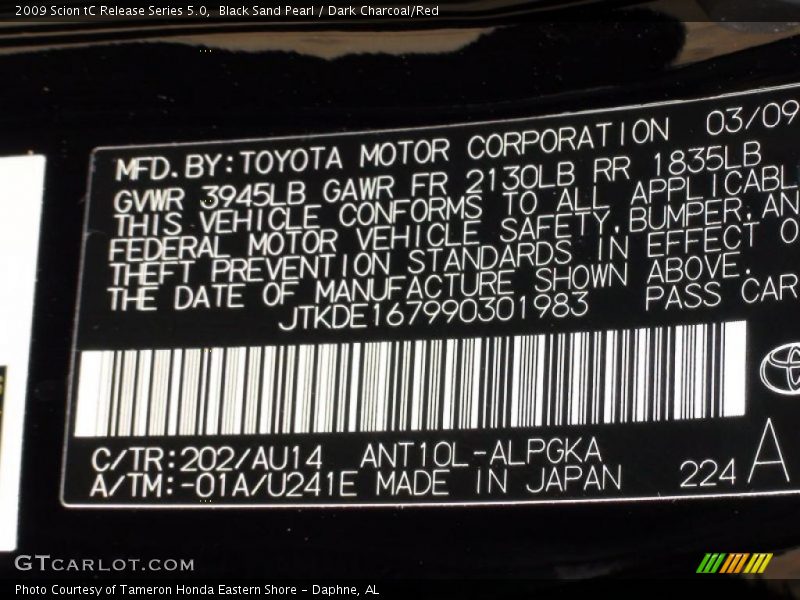 2009 Scion tC Release Series 5.0, Black Sand Pearl / Dark Charcoal/Red
MFD. BY: TOYOTA MOTOR CORPORATION 03/09
GVWR 3945LB GAWR FR 2130LB RR 1835LB
THIS VEHICLE CONFORMS TO ALL APPLICABL
FEDERAL MOTOR VEHICLE SAFETY, BUMPER, AN
THEFT PREVENTION STANDARDS IN EFFECT O
THE DATE OF MANUFACTURE SHOWN ABOVE.
JTKDE167990301983 PASS CAR
C/TR:202/AU14 ANT10L-ALPGKA
A/TM:-01A/U241E MADE IN JAPAN 224 A
GTCARLOT.COM
Photo Courtesy of Tameron Honda Eastern Shore - Daphne, AL